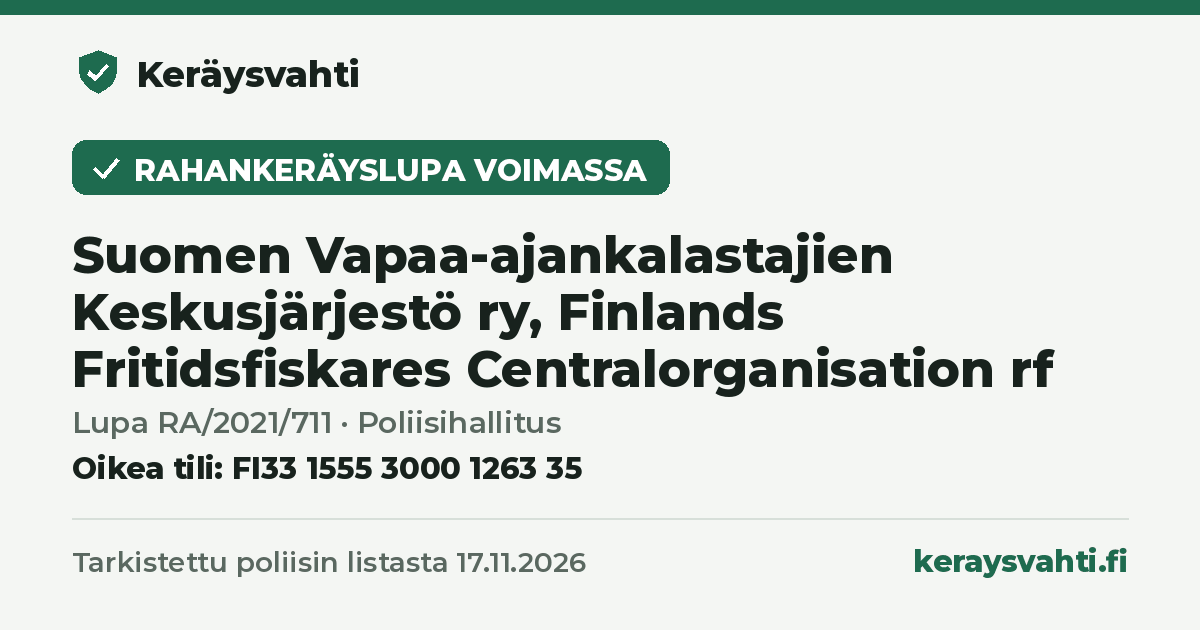 Keräysvahti
RAHANKERÄYSLUPA VOIMASSA
Suomen Vapaa-ajankalastajien
Keskusjärjestö ry, Finlands
Fritidsfiskares Centralorganisation rf
Lupa RA/2021/711 · Poliisihallitus
Oikea tili: FI33 1555 3000 1263 35
Tarkistettu poliisin listasta 17.11.2026
keraysvahti.fi